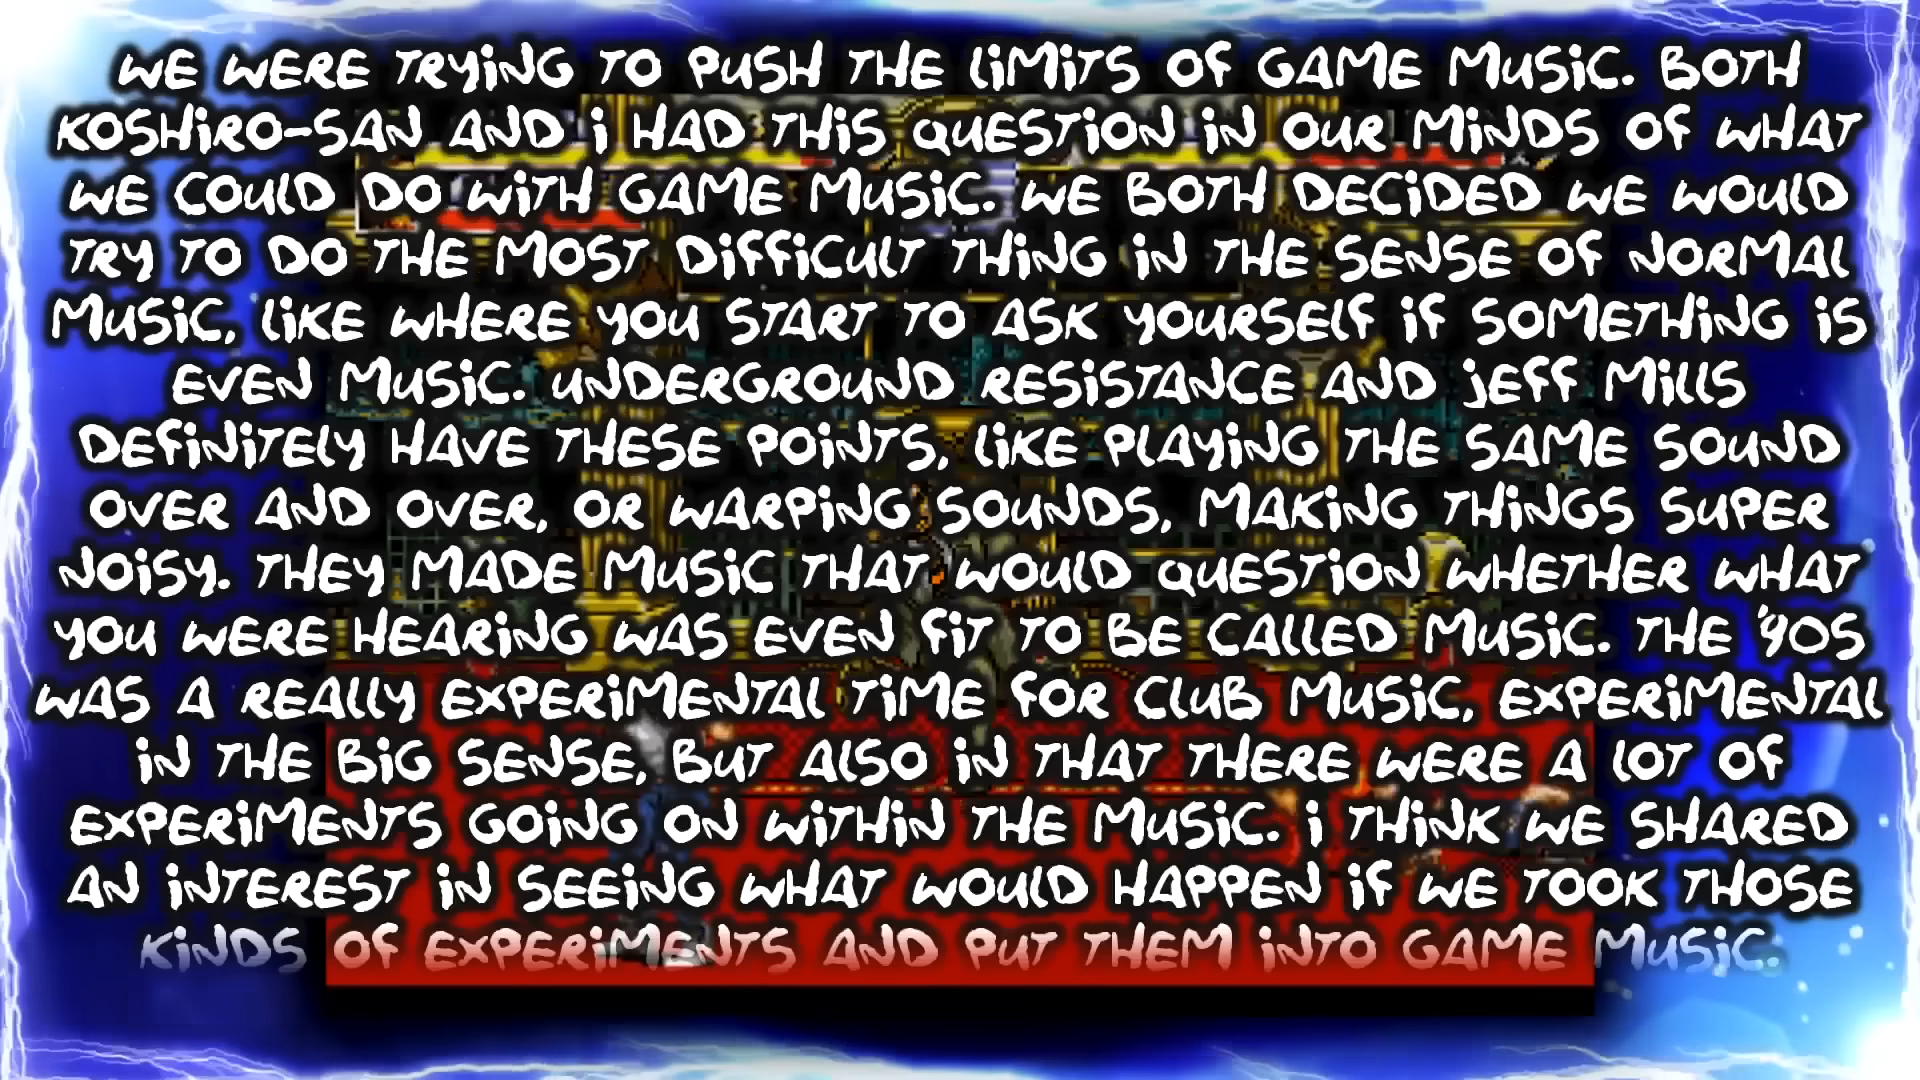 WE WERE TRYING TO PUSH THE LIMITS OF GAME MUSIC. BOTH
KOSHIRO-SAN AND I HAD THIS QUESTION IN OUR MINDS OF WHAT
WE COULD DO WITH GAME MUSIC. WE BOTH DECIDED WE WOULD
TRY TO DO THE MOST DIFFICULT THING IN THE SENSE OF NORMAL
MUSIC, LIKE WHERE YOU START TO ASK YOURSELF IF SOMETHING IS
EVEN MUSIC. UNDERGROUND RESISTANCE AND JEFF MILLS
DEFINITELY HAVE THESE POINTS, LIKE PLAYING THE SAME SOUND
OVER AND OVER, OR WARPING SOUNDS, MAKING THINGS SUPER
NOISY. THEY MADE MUSIC THAT WOULD QUESTION WHETHER WHAT
YOU WERE HEARING WAS EVEN FIT TO BE CALLED MUSIC. THE '90S
WAS A REALLY EXPERIMENTAL TIME FOR CLUB MUSIC, EXPERIMENTAL
IN THE BIG SENSE, BUT ALSO IN THAT THERE WERE A LOT OF
EXPERIMENTS GOING ON WITHIN THE MUSIC. I THINK WE SHARED
AN INTEREST IN SEEING WHAT WOULD HAPPEN IF WE TOOK THOSE
KINDS OF EXPERIMENTS AND PUT THEM INTO GAME MUSIC.